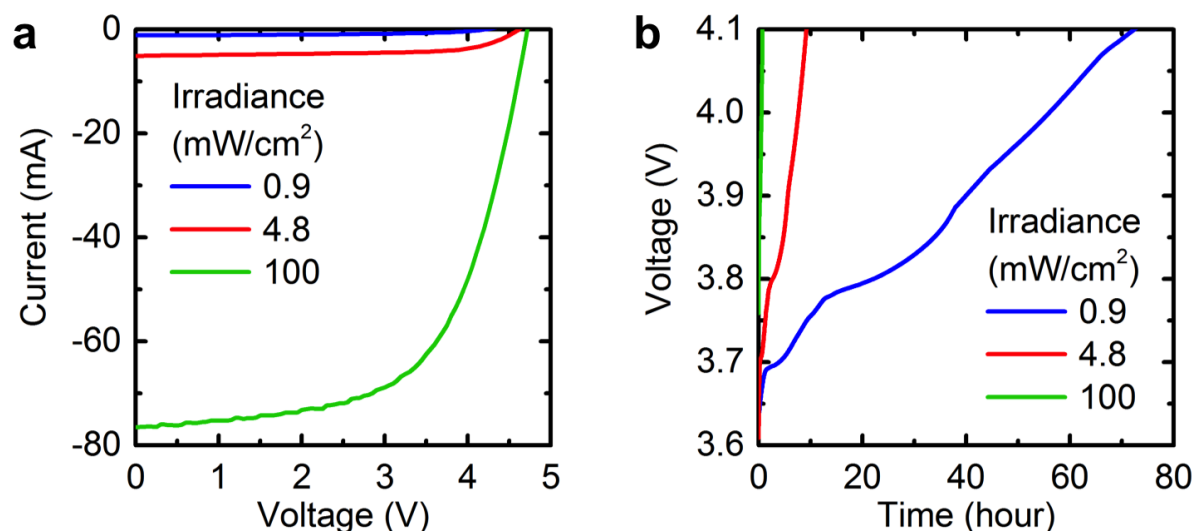 a
0
-20
-40
-60
-80
Current (mA)
Irradiance
(mW/cm²)
0.9
4.8
100
0 1 2 3 4 5
Voltage (V)
b
4.1
4.0
3.9
3.8
3.7
3.6
Voltage (V)
Irradiance
(mW/cm²)
0.9
4.8
100
0 20 40 60 80
Time (hour)